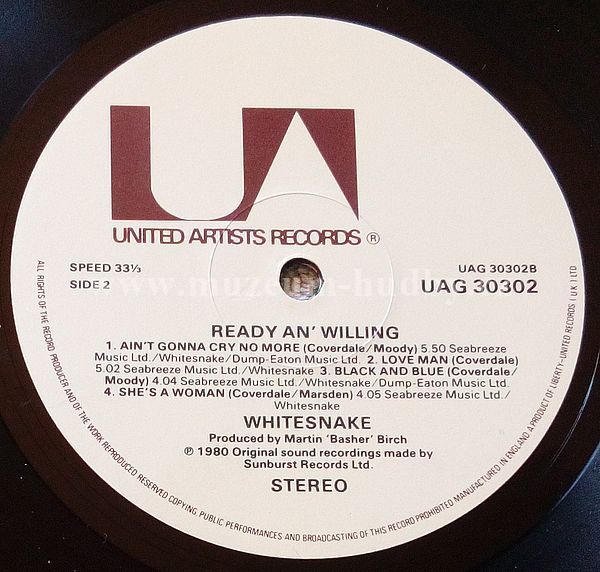 UA
UNITED ARTISTS RECORDS ®
SPEED 33⅓
SIDE 2
UAG 30302B
UAG 30302
READY AN' WILLING
1. AIN'T GONNA CRY NO MORE (Coverdale/Moody) 5.50 Seabreeze
Music Ltd./Whitesnake/Dump-Eaton Music Ltd. 2. LOVE MAN (Coverdale)
5.02 Seabreeze Music Ltd./Whitesnake 3. BLACK AND BLUE (Coverdale/
Moody) 4.04 Seabreeze Music Ltd./Whitesnake/Dump-Eaton Music Ltd.
4. SHE'S A WOMAN (Coverdale/Marsden) 4.05 Seabreeze Music Ltd./
Whitesnake
WHITESNAKE
Produced by Martin 'Basher' Birch
℗ 1980 Original sound recordings made by
Sunburst Records Ltd.
STEREO
ALL RIGHTS OF THE RECORD PRODUCER AND OF THE WORK REPRODUCED RESERVED COPYING, PUBLIC PERFORMANCES AND BROADCASTING OF THIS RECORD PROHIBITED MANUFACTURED IN ENGLAND A PRODUCT OF LIBERTY-UNITED RECORDS (UK) LTD